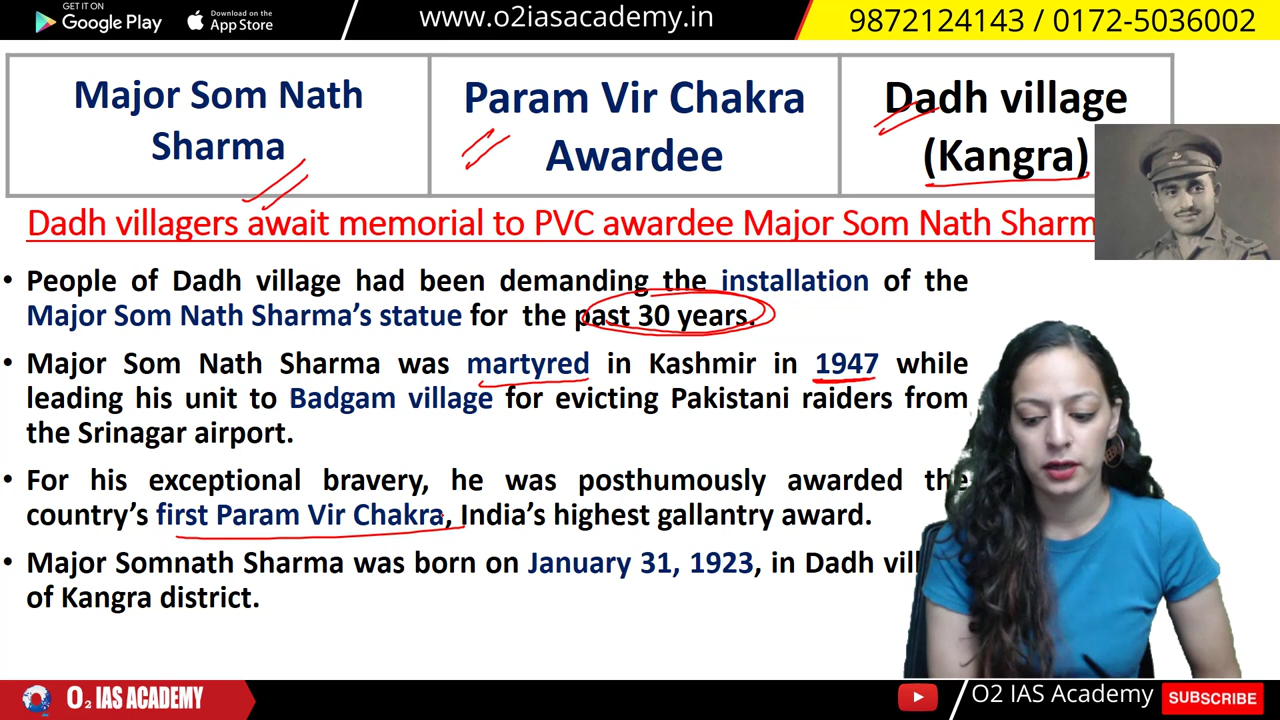 GET IT ON
Google Play
Download on the
App Store
www.o2iasacademy.in
9872124143 / 0172-5036002
Major Som Nath
Sharma
Param Vir Chakra
Awardee
Dadh village
(Kangra)
Dadh villagers await memorial to PVC awardee Major Som Nath Sharm
• People of Dadh village had been demanding the installation of the
Major Som Nath Sharma's statue for the past 30 years.
• Major Som Nath Sharma was martyred in Kashmir in 1947 while
leading his unit to Badgam village for evicting Pakistani raiders from
the Srinagar airport.
• For his exceptional bravery, he was posthumously awarded the
country's first Param Vir Chakra, India's highest gallantry award.
• Major Somnath Sharma was born on January 31, 1923, in Dadh vill
of Kangra district.
O2 IAS ACADEMY
O2 IAS Academy
SUBSCRIBE